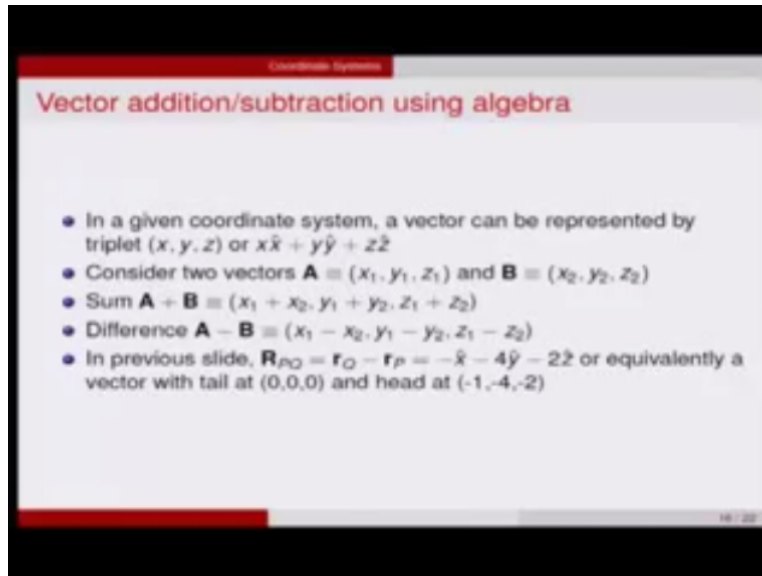 Coordinate Systems
Vector addition/subtraction using algebra
In a given coordinate system, a vector can be represented by
triplet (x, y, z) or xx̂ + yŷ + zẑ
Consider two vectors A ≡ (x₁, y₁, z₁) and B ≡ (x₂, y₂, z₂)
Sum A + B ≡ (x₁ + x₂, y₁ + y₂, z₁ + z₂)
Difference A − B ≡ (x₁ − x₂, y₁ − y₂, z₁ − z₂)
In previous slide, R_PQ = r_Q − r_P = −x̂ − 4ŷ − 2ẑ or equivalently a
vector with tail at (0,0,0) and head at (-1,-4,-2)